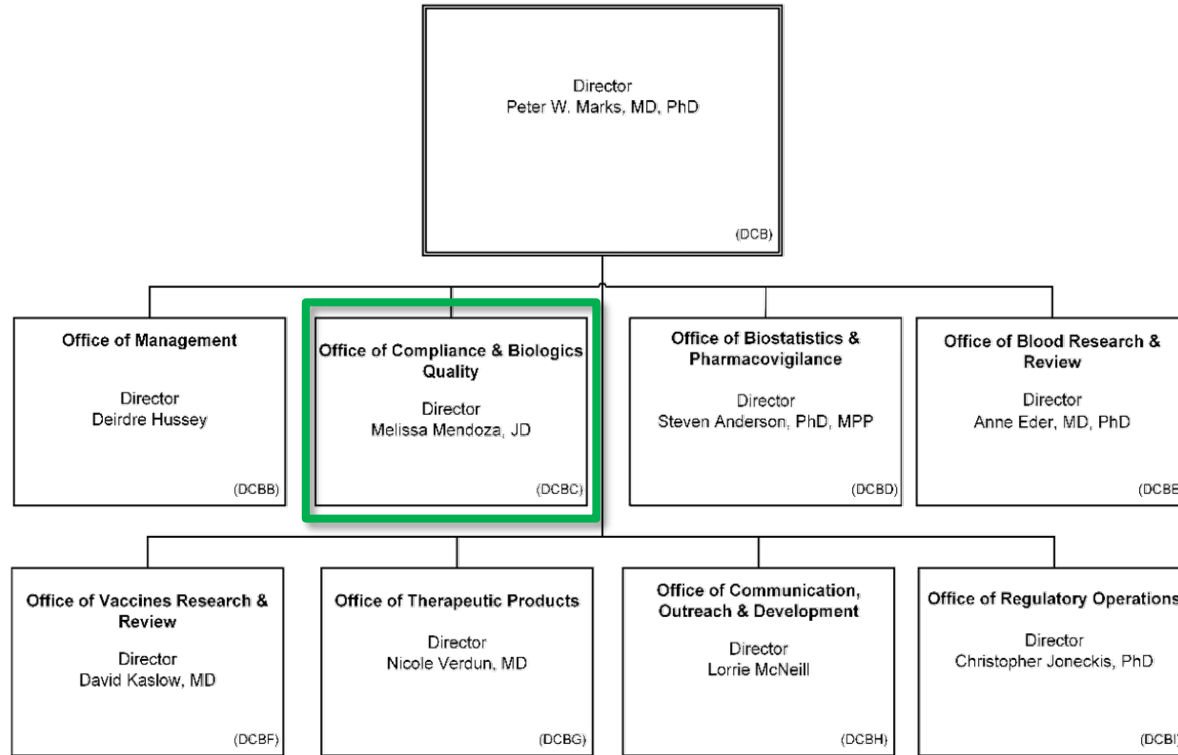 Director
Peter W. Marks, MD, PhD
(DCB)
Office of Management
Director
Deirdre Hussey
(DCBB)
Office of Compliance & Biologics
Quality
Director
Melissa Mendoza, JD
(DCBC)
Office of Biostatistics &
Pharmacovigilance
Director
Steven Anderson, PhD, MPP
(DCBD)
Office of Blood Research &
Review
Director
Anne Eder, MD, PhD
(DCBE)
Office of Vaccines Research &
Review
Director
David Kaslow, MD
(DCBF)
Office of Therapeutic Products
Director
Nicole Verdun, MD
(DCBG)
Office of Communication,
Outreach & Development
Director
Lorrie McNeill
(DCBH)
Office of Regulatory Operations
Director
Christopher Joneckis, PhD
(DCBI)